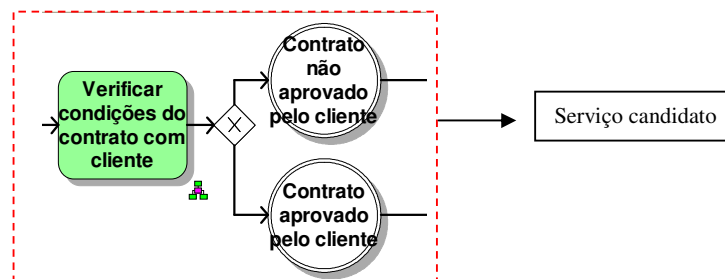 Verificar
condições do
contrato com
cliente
X
Contrato
não
aprovado
pelo cliente
Contrato
aprovado
pelo cliente
Serviço candidato